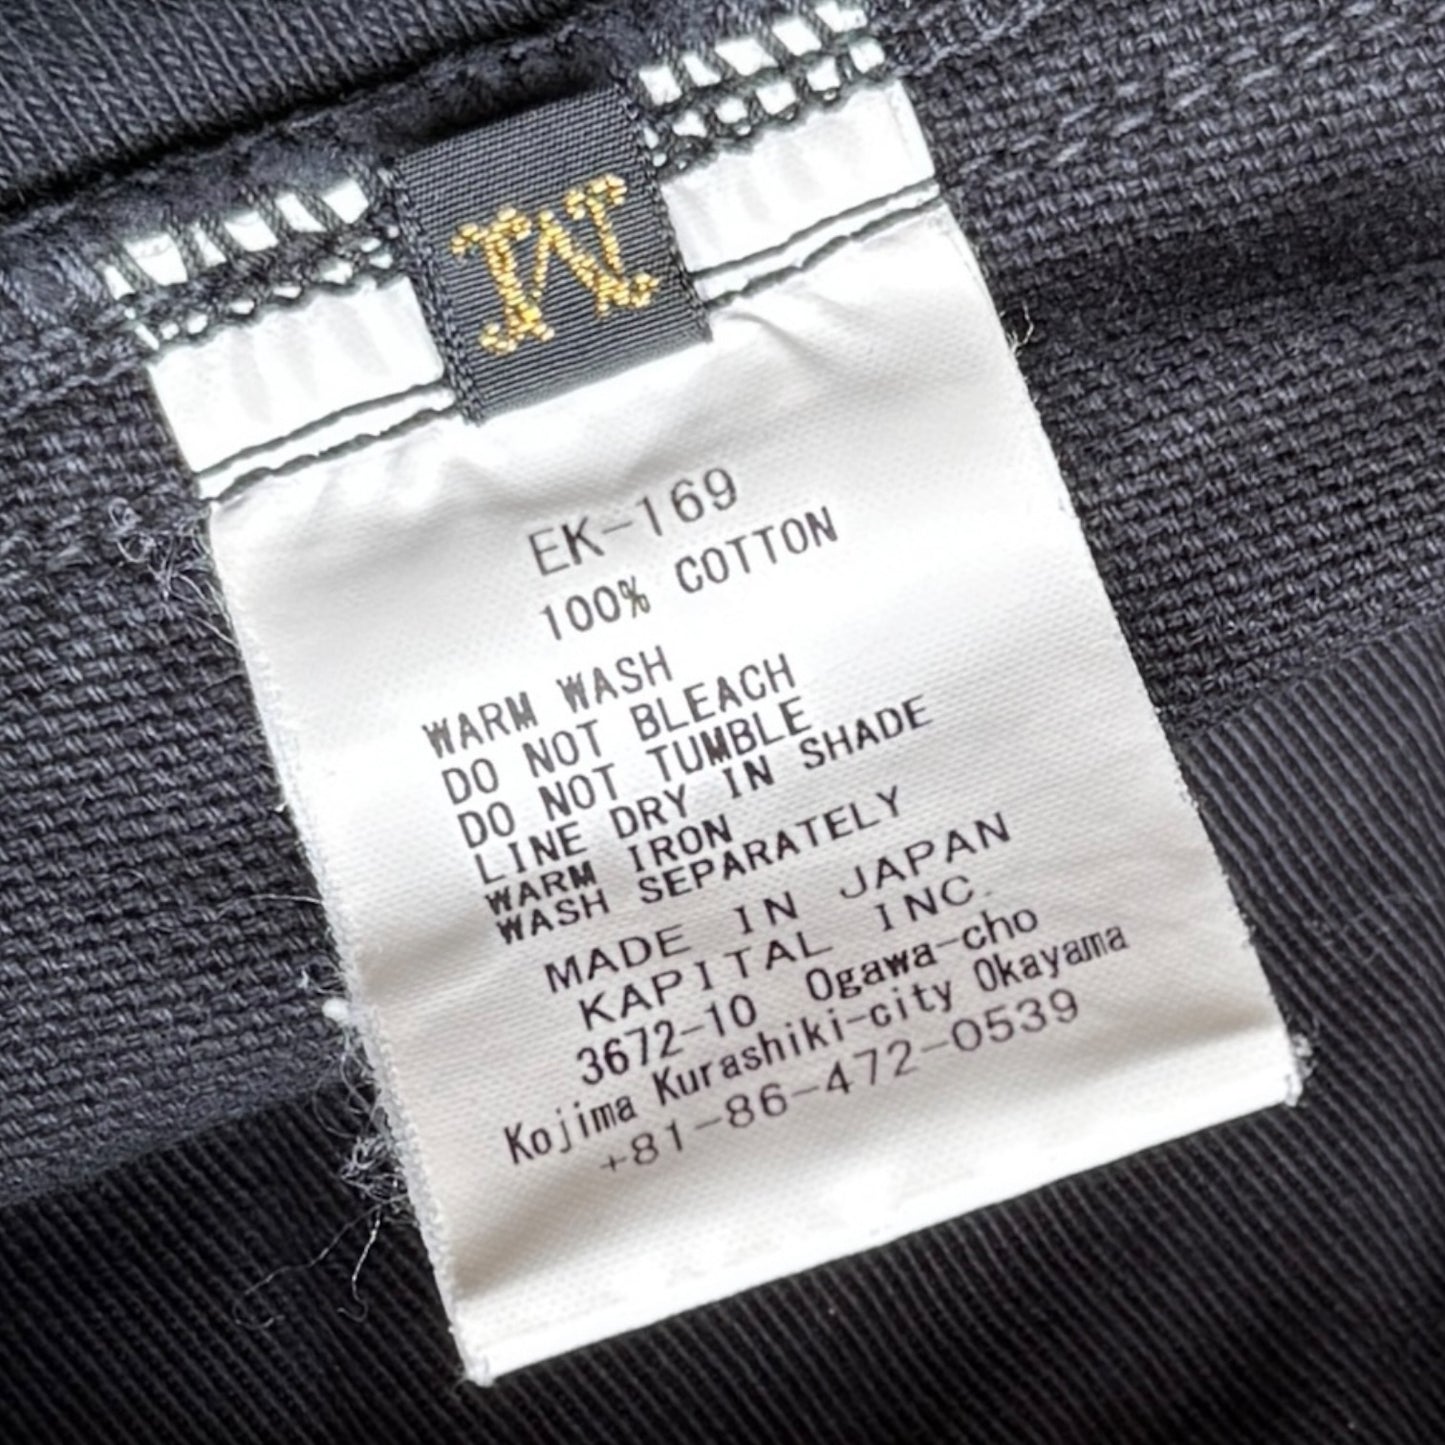 M
EK-169
100% COTTON
WARM WASH
DO NOT BLEACH
DO NOT TUMBLE
LINE DRY IN SHADE
WARM IRON
WASH SEPARATELY
MADE IN JAPAN
KAPITAL INC.
3672-10 Ogawa-cho
Kojima Kurashiki-city Okayama
+81-86-472-0539